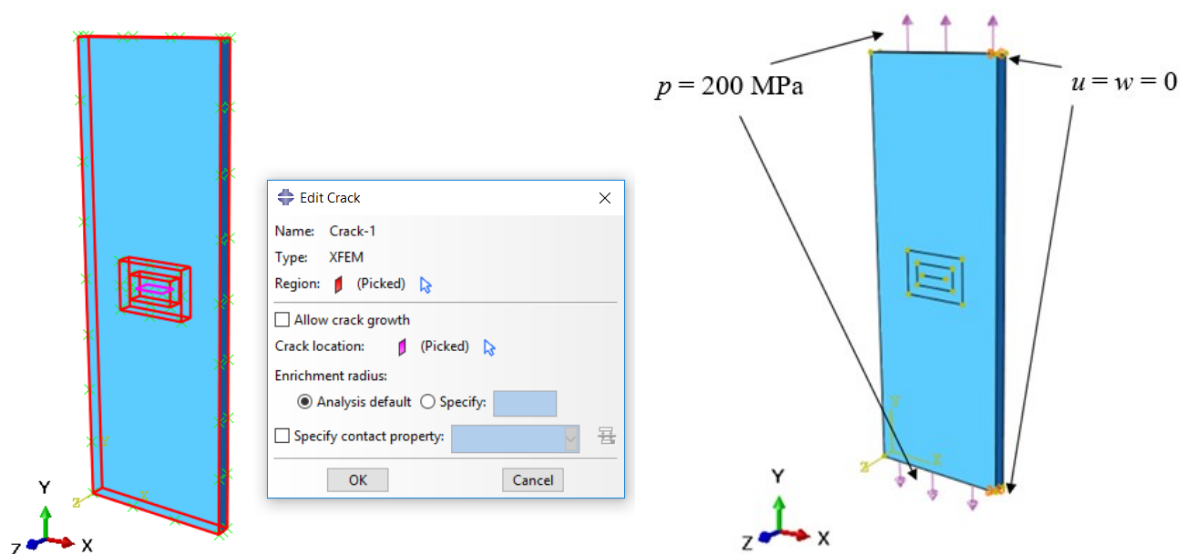 Edit Crack
Name: Crack-1
Type: XFEM
Region: (Picked)
Allow crack growth
Crack location: (Picked)
Enrichment radius:
Analysis default Specify:
Specify contact property:
OK Cancel
Y
Z X
Z
p = 200 MPa
u = w = 0
Y
Z X
Y
Z X